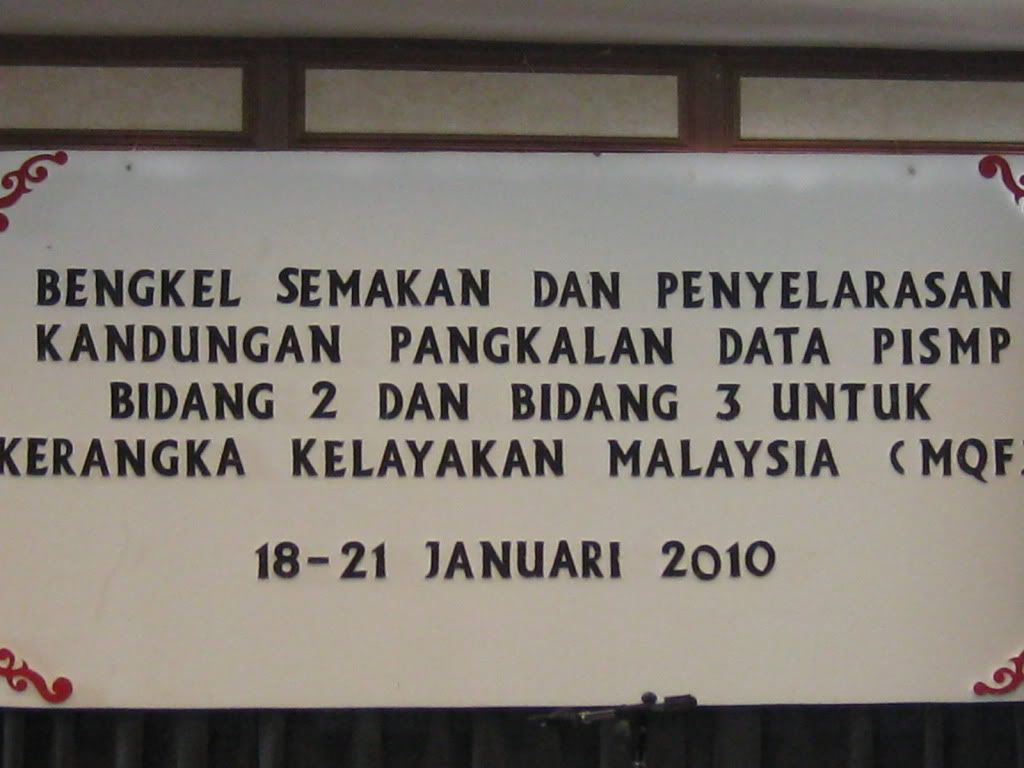 BENGKEL SEMAKAN DAN PENYELARASAN
KANDUNGAN PANGKALAN DATA PISMP
BIDANG 2 DAN BIDANG 3 UNTUK
KERANGKA KELAYAKAN MALAYSIA (MQF)
18-21 JANUARI 2010